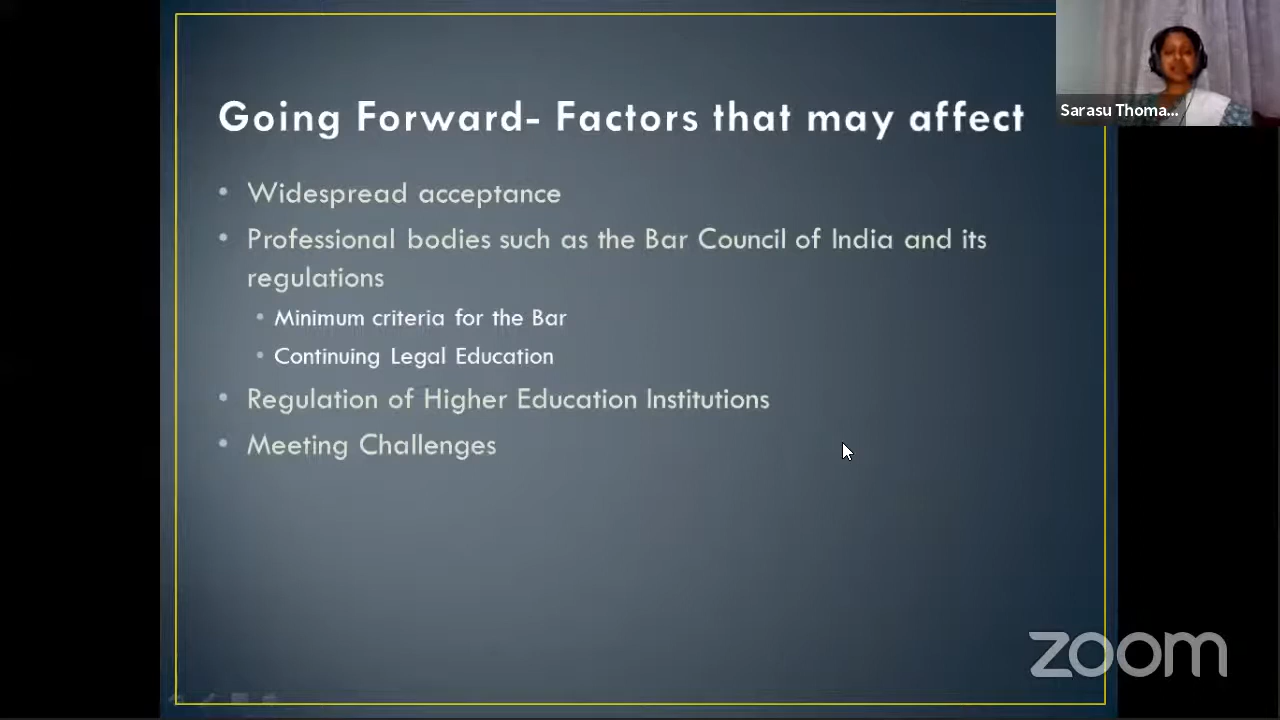 Going Forward- Factors that may affect
Sarasu Thoma...
• Widespread acceptance
• Professional bodies such as the Bar Council of India and its
regulations
• Minimum criteria for the Bar
• Continuing Legal Education
• Regulation of Higher Education Institutions
• Meeting Challenges
zoom